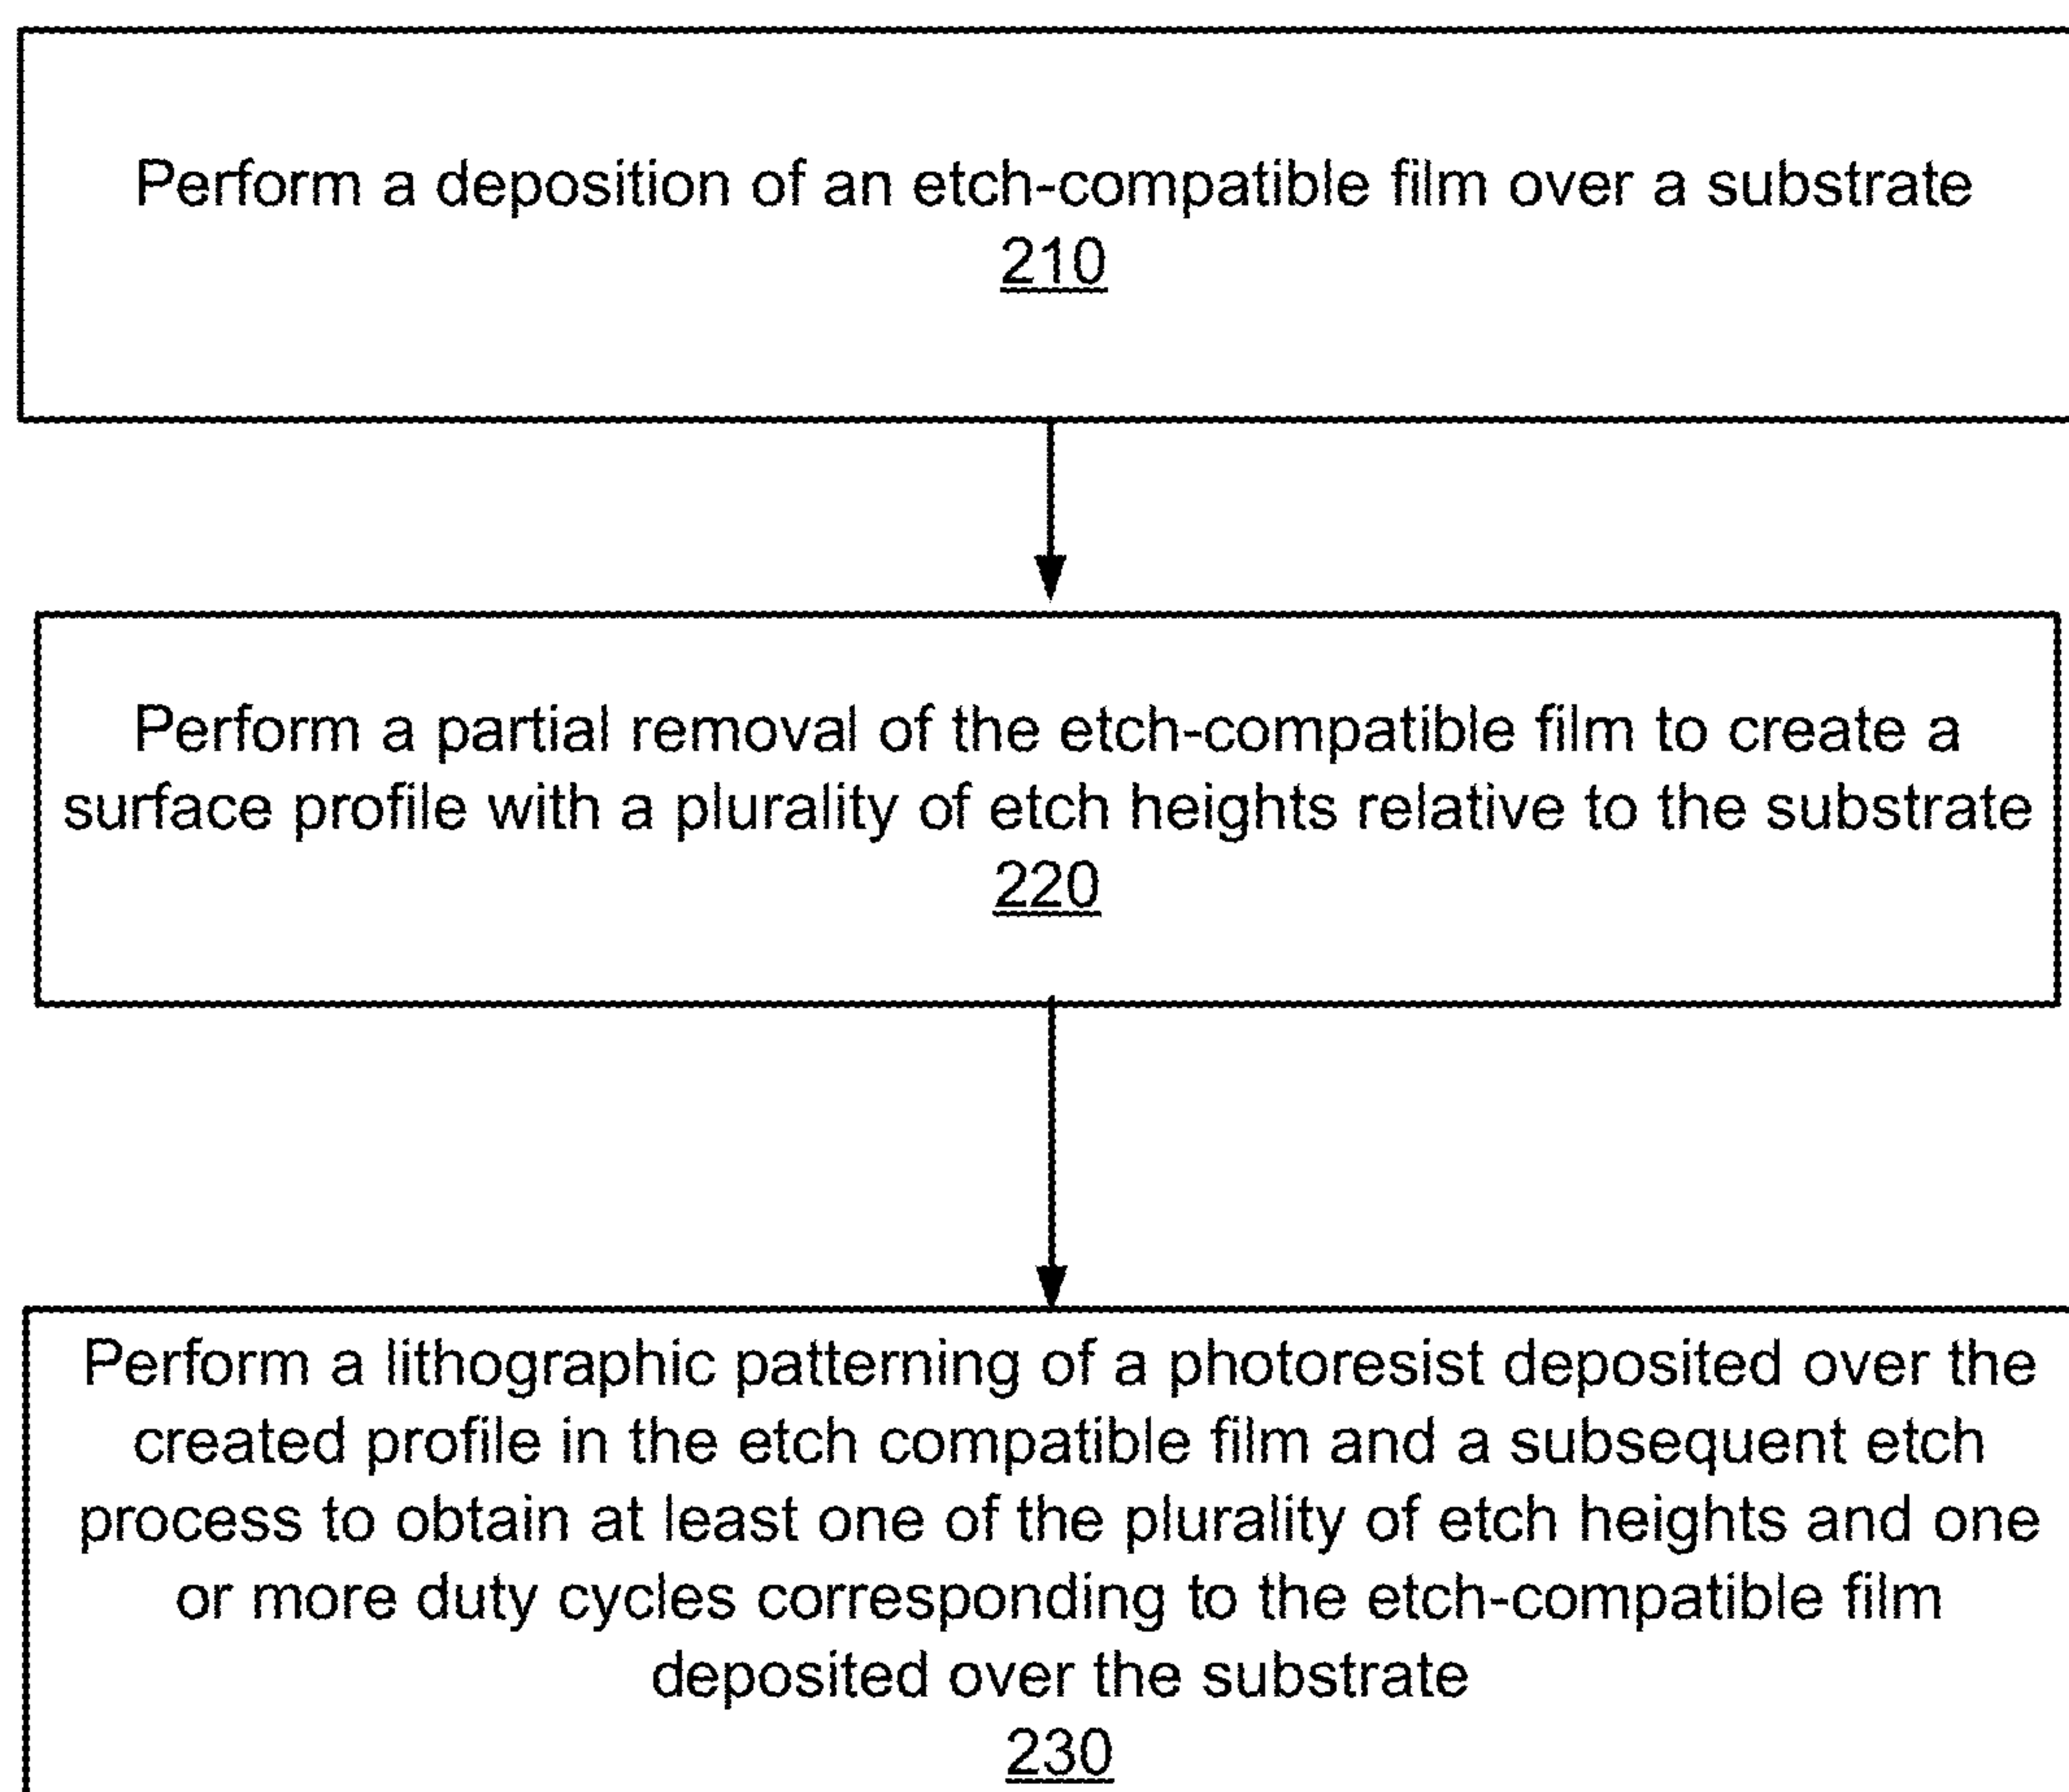 Perform a deposition of an etch-compatible film over a substrate
210
Perform a partial removal of the etch-compatible film to create a
surface profile with a plurality of etch heights relative to the substrate
220
Perform a lithographic patterning of a photoresist deposited over the
created profile in the etch compatible film and a subsequent etch
process to obtain at least one of the plurality of etch heights and one
or more duty cycles corresponding to the etch-compatible film
deposited over the substrate
230